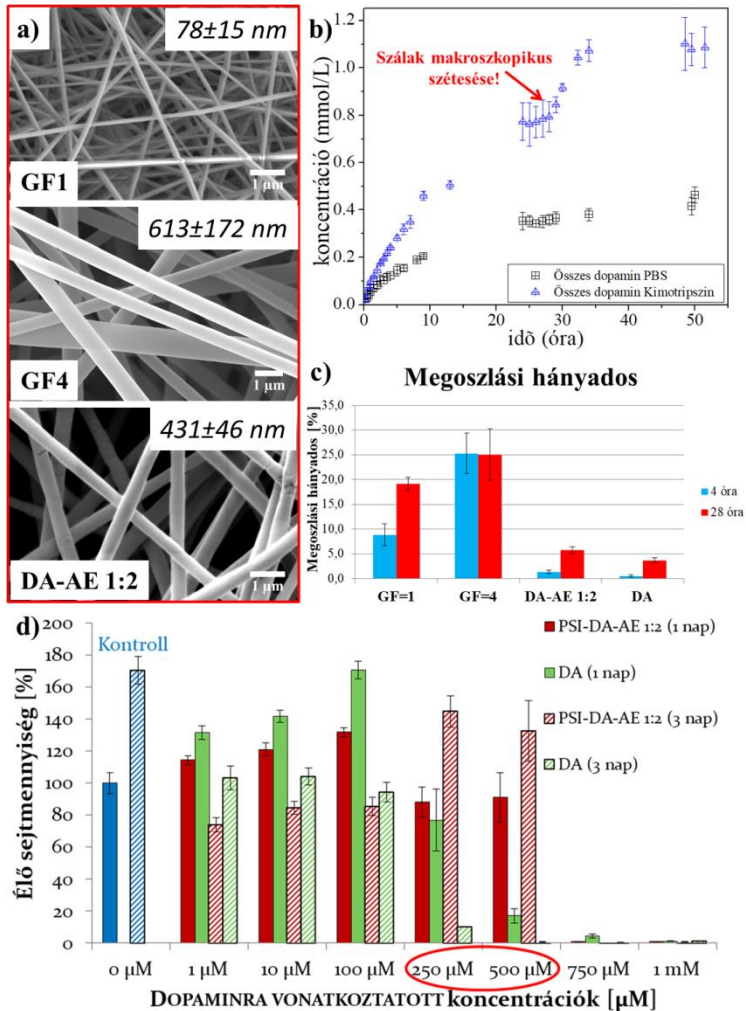 a)
78±15 nm
1 µm
GF1
613±172 nm
1 µm
GF4
431±46 nm
1 µm
DA-AE 1:2
b)
Szálak makroszkopikus
szétesése!
koncentráció (mmol/L)
1.2
1.0
0.8
0.6
0.4
0.2
0.0
0 10 20 30 40 50
idő (óra)
Összes dopamin PBS
Összes dopamin Kimotripszin
c)
Megoszlási hányados
Megoszlási hányados [%]
35,0
30,0
25,0
20,0
15,0
10,0
5,0
0,0
GF=1 GF=4 DA-AE 1:2 DA
4 óra
28 óra
d)
Élő sejtmennyiség [%]
200
180
160
140
120
100
80
60
40
20
0
Kontroll
PSI-DA-AE 1:2 (1 nap)
DA (1 nap)
PSI-DA-AE 1:2 (3 nap)
DA (3 nap)
0 µM 1 µM 10 µM 100 µM 250 µM 500 µM 750 µM 1 mM
DOPAMINRA VONATKOZTATOTT koncentrációk [µM]